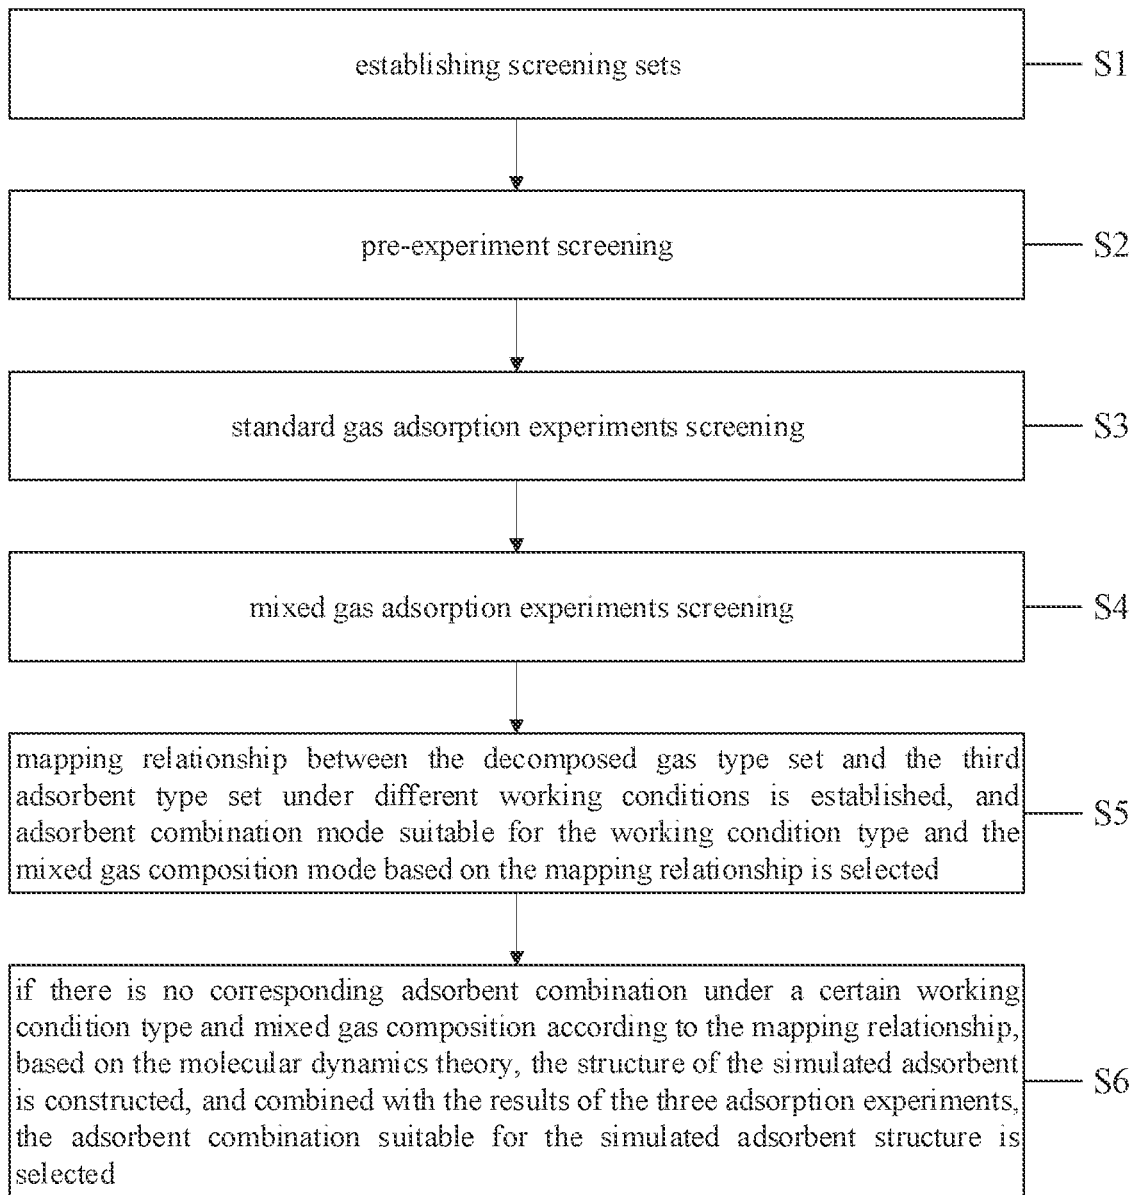 establishing screening sets
S1
pre-experiment screening
S2
standard gas adsorption experiments screening
S3
mixed gas adsorption experiments screening
S4
mapping relationship between the decomposed gas type set and the third
adsorbent type set under different working conditions is established, and
adsorbent combination mode suitable for the working condition type and the
mixed gas composition mode based on the mapping relationship is selected
S5
if there is no corresponding adsorbent combination under a certain working
condition type and mixed gas composition according to the mapping relationship,
based on the molecular dynamics theory, the structure of the simulated adsorbent
is constructed, and combined with the results of the three adsorption experiments,
the adsorbent combination suitable for the simulated adsorbent structure is
selected
S6